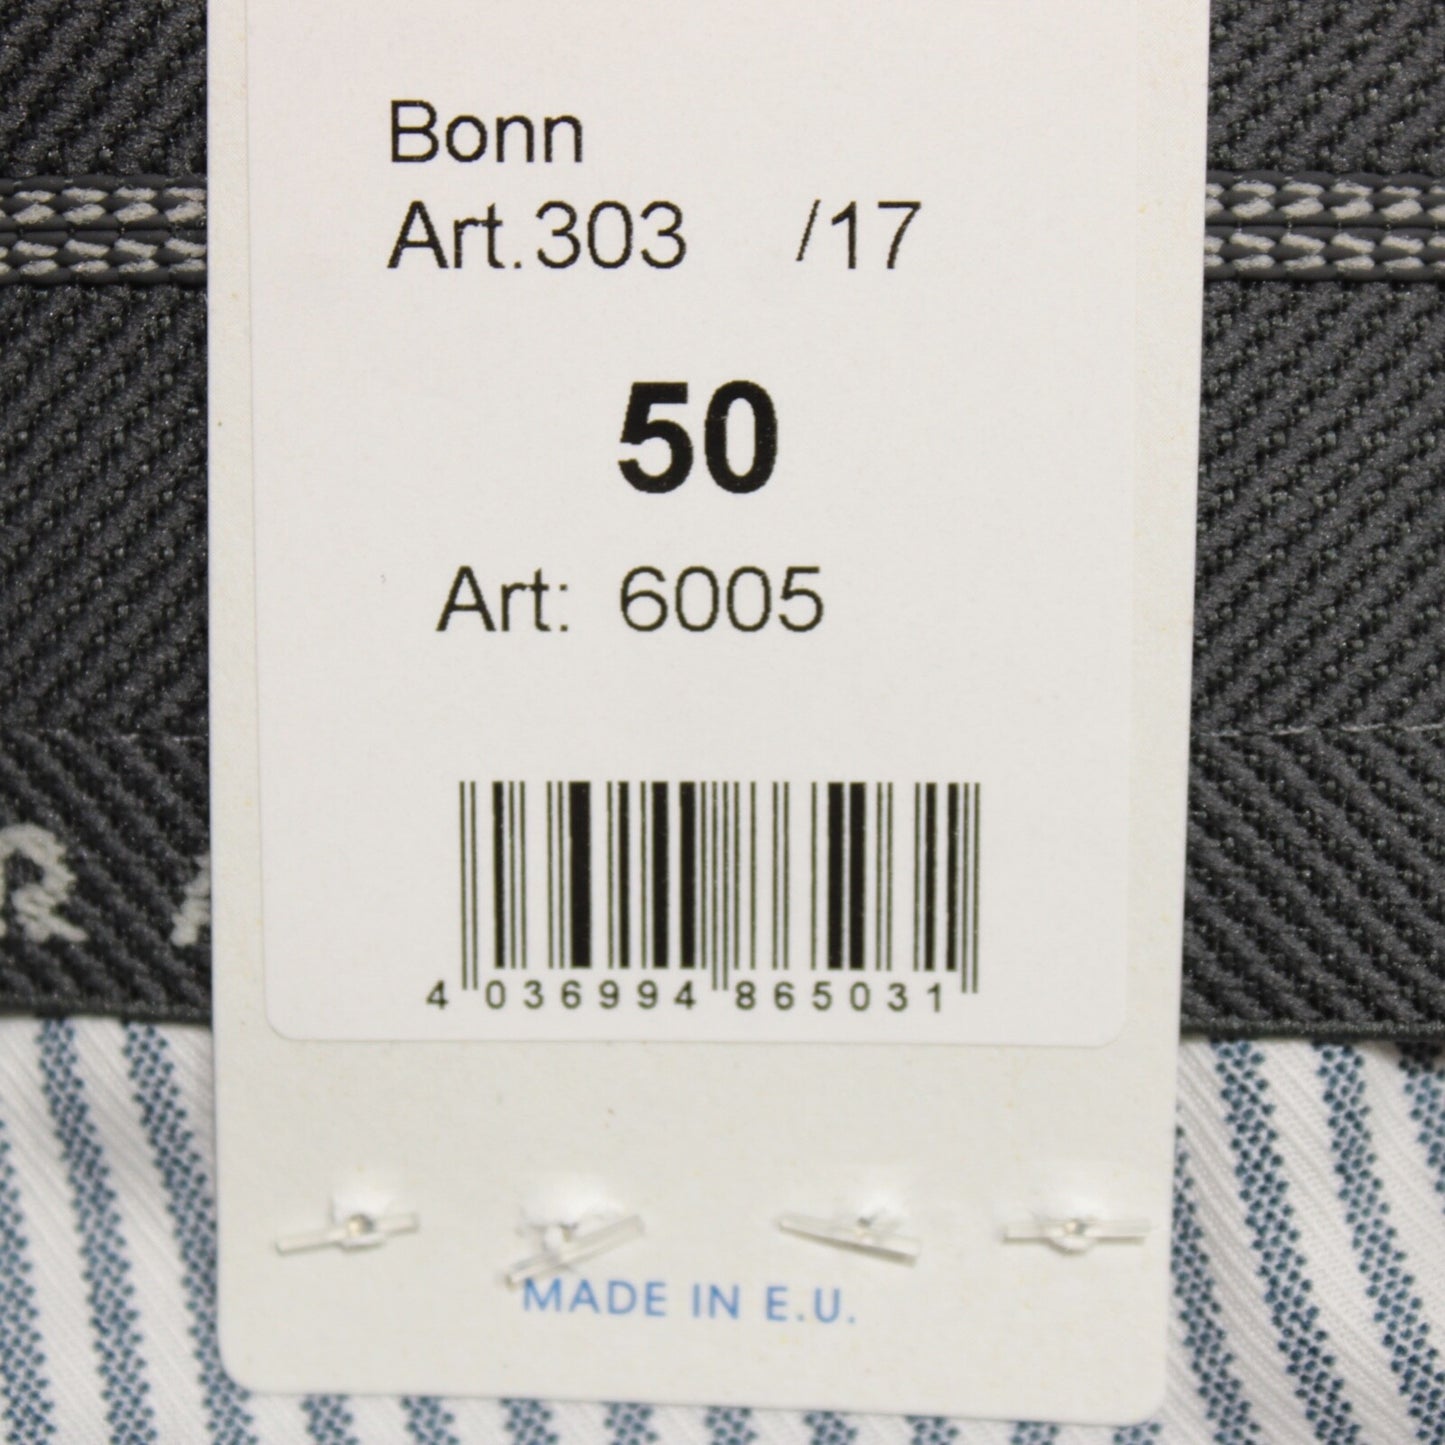 Bonn
Art.303 /17
50
Art: 6005
4 036994 865031
MADE IN E.U.